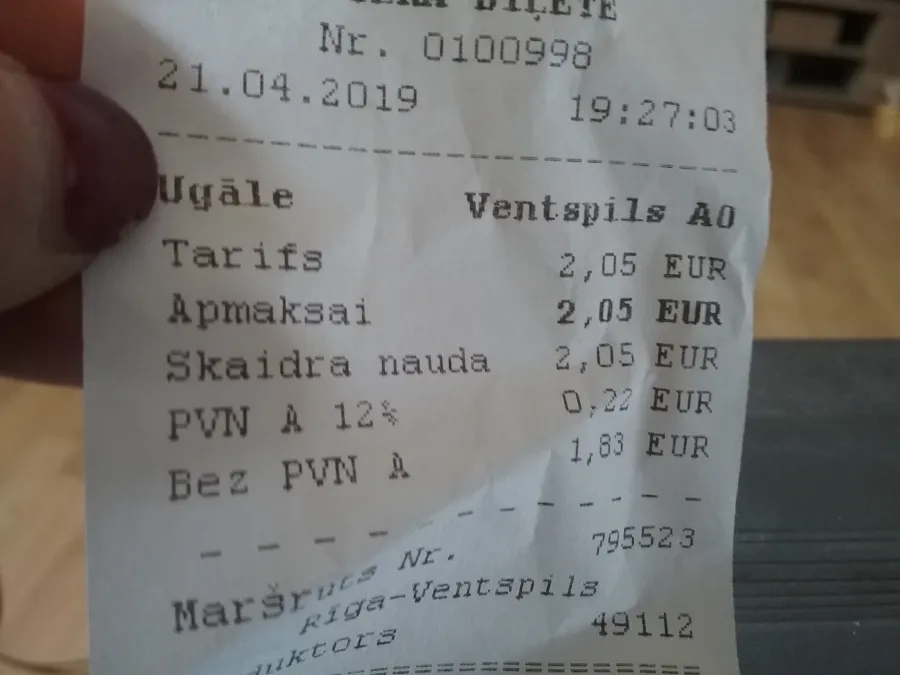 BIĻETE
Nr. 0100998
21.04.2019 19:27:03
Ugāle Ventspils AO
Tarifs 2,05 EUR
Apmaksai 2,05 EUR
Skaidra nauda 2,05 EUR
PVN A 12% 0,22 EUR
Bez PVN A 1,83 EUR
Maršruts Nr. 795523
Rīga-Ventspils
duktors 49112